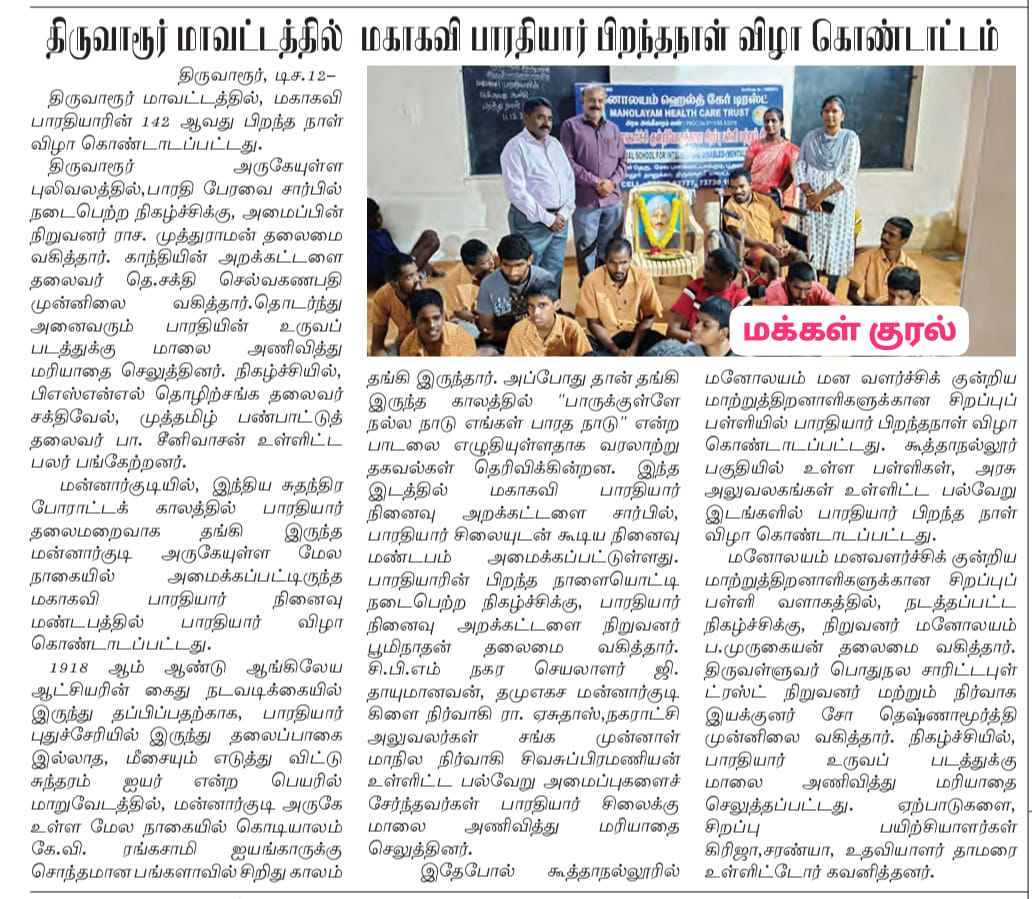 திருவாரூர் மாவட்டத்தில் மகாகவி பாரதியார் பிறந்தநாள் விழா கொண்டாட்டம்
திருவாரூர், டிச.12–
திருவாரூர் மாவட்டத்தில், மகாகவி
பாரதியாரின் 142 ஆவது பிறந்த நாள்
விழா கொண்டாடப்பட்டது.
திருவாரூர் அருகேயுள்ள
புலிவலத்தில்,பாரதி பேரவை சார்பில்
நடைபெற்ற நிகழ்ச்சிக்கு, அமைப்பின்
நிறுவனர் ராச. முத்துராமன் தலைமை
வகித்தார். காந்தியின் அறக்கட்டளை
தலைவர் தெ.சக்தி செல்வகணபதி
முன்னிலை வகித்தார்.தொடர்ந்து
அனைவரும் பாரதியின் உருவப்
படத்துக்கு மாலை அணிவித்து
மரியாதை செலுத்தினர். நிகழ்ச்சியில்,
பிஎஸ்என்எல் தொழிற்சங்க தலைவர்
சக்திவேல், முத்தமிழ் பண்பாட்டுத்
தலைவர் பா. சீனிவாசன் உள்ளிட்ட
பலர் பங்கேற்றனர்.
மன்னார்குடியில், இந்திய சுதந்திர
போராட்டக் காலத்தில் பாரதியார்
தலைமறைவாக தங்கி இருந்த
மன்னார்குடி அருகேயுள்ள மேல
நாகையில் அமைக்கப்பட்டிருந்த
மகாகவி பாரதியார் நினைவு
மண்டபத்தில் பாரதியார் விழா
கொண்டாடப்பட்டது.
1918 ஆம் ஆண்டு ஆங்கிலேய
ஆட்சியரின் கைது நடவடிக்கையில்
இருந்து தப்பிப்பதற்காக, பாரதியார்
புதுச்சேரியில் இருந்து தலைப்பாகை
இல்லாத, மீசையும் எடுத்து விட்டு
சுந்தரம் ஐயர் என்ற பெயரில்
மாறுவேடத்தில், மன்னார்குடி அருகே
உள்ள மேல நாகையில் கொடியாலம்
கே.வி. ரங்கசாமி ஐயங்காருக்கு
சொந்தமான பங்களாவில் சிறிது காலம்
னோலயம் ஹெல்த் கேர் டிரஸ்ட்
MANOLAYAM HEALTH CARE TRUST
மக்கள் குரல்
தங்கி இருந்தார். அப்போது தான் தங்கி
இருந்த காலத்தில் "பாருக்குள்ளே
நல்ல நாடு எங்கள் பாரத நாடு" என்ற
பாடலை எழுதியுள்ளதாக வரலாற்று
தகவல்கள் தெரிவிக்கின்றன. இந்த
இடத்தில் மகாகவி பாரதியார்
நினைவு அறக்கட்டளை சார்பில்,
பாரதியார் சிலையுடன் கூடிய நினைவு
மண்டபம் அமைக்கப்பட்டுள்ளது.
பாரதியாரின் பிறந்த நாளையொட்டி
நடைபெற்ற நிகழ்ச்சிக்கு, பாரதியார்
நினைவு அறக்கட்டளை நிறுவனர்
பூமிநாதன் தலைமை வகித்தார்.
சி.பி.எம் நகர செயலாளர் ஜி.
தாயுமானவன், தமுஎகச மன்னார்குடி
கிளை நிர்வாகி ரா. ஏசுதாஸ்,நகராட்சி
அலுவலர்கள் சங்க முன்னாள்
மாநில நிர்வாகி சிவசுப்பிரமணியன்
உள்ளிட்ட பல்வேறு அமைப்புகளைச்
சேர்ந்தவர்கள் பாரதியார் சிலைக்கு
மாலை அணிவித்து மரியாதை
செலுத்தினர்.
இதேபோல் கூத்தாநல்லூரில்
மனோலயம் மன வளர்ச்சிக் குன்றிய
மாற்றுத்திறனாளிகளுக்கான சிறப்புப்
பள்ளியில் பாரதியார் பிறந்தநாள் விழா
கொண்டாடப்பட்டது. கூத்தாநல்லூர்
பகுதியில் உள்ள பள்ளிகள், அரசு
அலுவலகங்கள் உள்ளிட்ட பல்வேறு
இடங்களில் பாரதியார் பிறந்த நாள்
விழா கொண்டாடப்பட்டது.
மனோலயம் மனவளர்ச்சிக் குன்றிய
மாற்றுத்திறனாளிகளுக்கான சிறப்புப்
பள்ளி வளாகத்தில், நடத்தப்பட்ட
நிகழ்ச்சிக்கு, நிறுவனர் மனோலயம்
ப.முருகையன் தலைமை வகித்தார்.
திருவள்ளுவர் பொதுநல சாரிட்டபுள்
ட்ரஸ்ட் நிறுவனர் மற்றும் நிர்வாக
இயக்குனர் சோ தெஷ்ணாமூர்த்தி
முன்னிலை வகித்தார். நிகழ்ச்சியில்,
பாரதியார் உருவப் படத்துக்கு
மாலை அணிவித்து மரியாதை
செலுத்தப்பட்டது. ஏற்பாடுகளை,
சிறப்பு பயிற்சியாளர்கள்
கிரிஜா,சரண்யா, உதவியாளர் தாமரை
உள்ளிட்டோர் கவனித்தனர்.